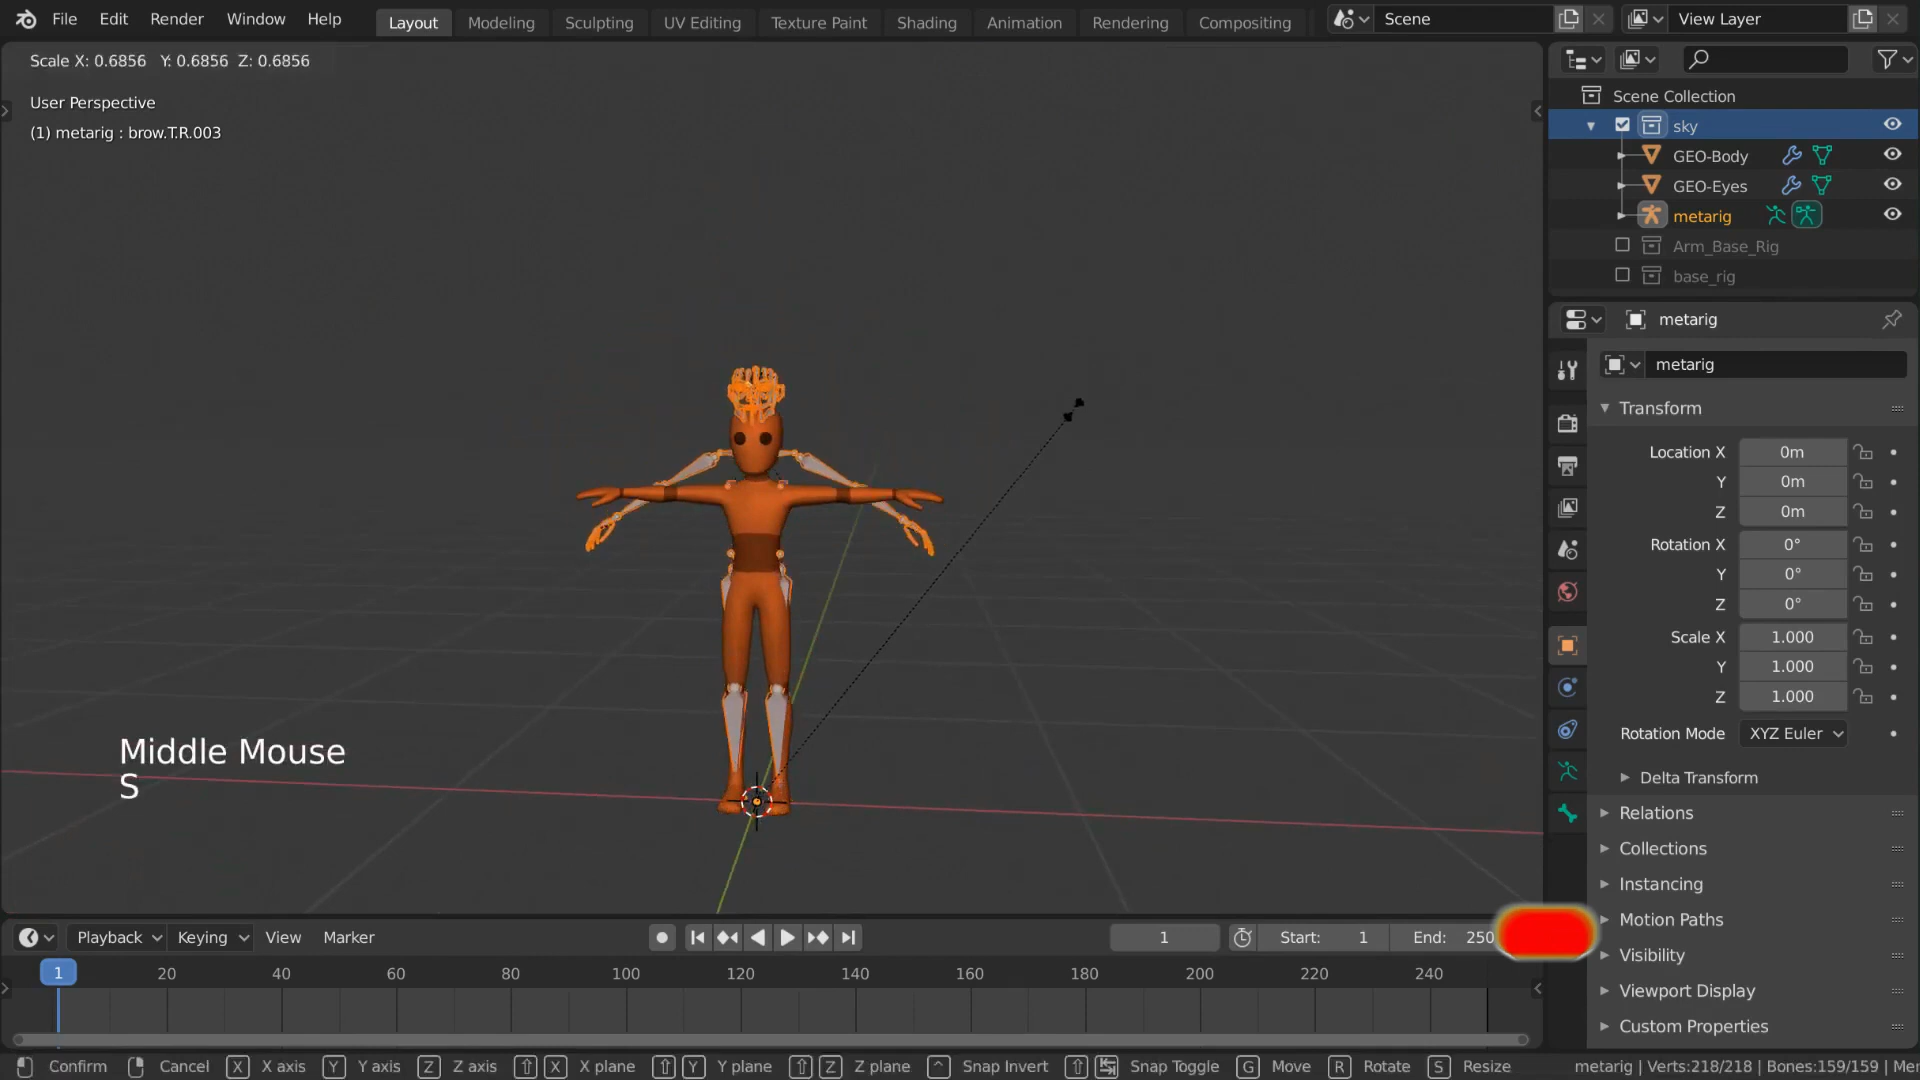 File Edit Render Window Help Layout Modeling Sculpting UV Editing Texture Paint Shading Animation Rendering Compositing Scene View Layer
Scale X: 0.6856 Y: 0.6856 Z: 0.6856
User Perspective
(1) metarig : brow.T.R.003
Scene Collection
sky
GEO-Body
GEO-Eyes
metarig
Arm_Base_Rig
base_rig
metarig
metarig
Transform
Location X 0m
Y 0m
Z 0m
Rotation X 0°
Y 0°
Z 0°
Scale X 1.000
Y 1.000
Z 1.000
Rotation Mode XYZ Euler
Delta Transform
Relations
Collections
Instancing
Motion Paths
Visibility
Viewport Display
Custom Properties
Middle Mouse
S
Playback Keying View Marker 1 Start: 1 End: 250
1 20 40 60 80 100 120 140 160 180 200 220 240
Confirm Cancel X X axis Y Y axis Z Z axis X X plane Y Y plane Z Z plane ^ Snap Invert Snap Toggle G Move R Rotate S Resize metarig | Verts:218/218 | Bones:159/159 |